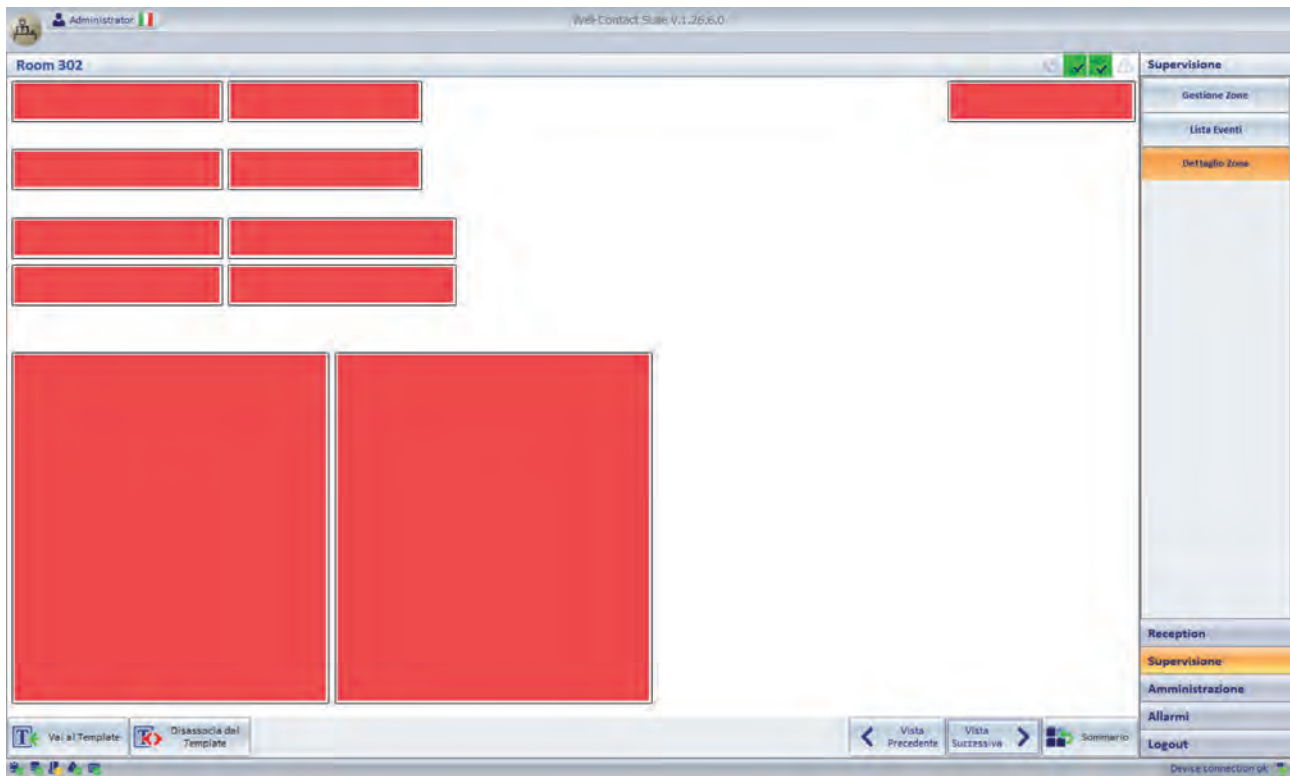 Administrator
Well-Contact Suite V.1.26.6.0
Room 302
Supervisione
Gestione Zone
Lista Eventi
Dettaglio Zone
Reception
Supervisione
Amministrazione
Allarmi
Logout
Vai al Template
Disassocia dal
Template
Vista
Precedente
Vista
Successiva
Sommario
Device connection ok